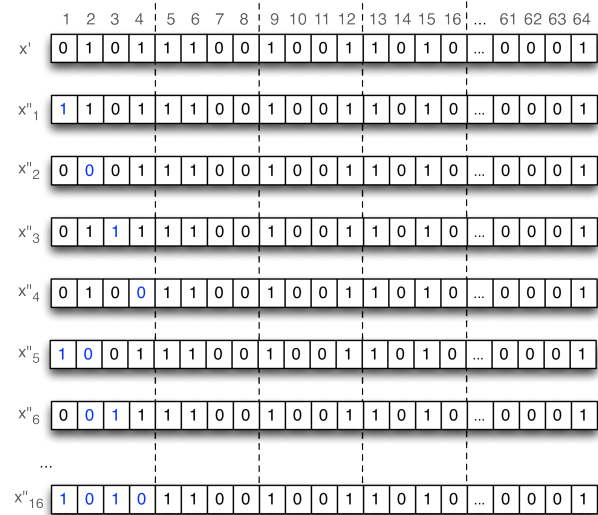 1 2 3 4 5 6 7 8 9 10 11 12 13 14 15 16 ... 61 62 63 64
x' 0 1 0 1 1 1 0 0 1 0 0 1 1 0 1 0 ... 0 0 0 1
x"1 1 1 0 1 1 1 0 0 1 0 0 1 1 0 1 0 ... 0 0 0 1
x"2 0 0 0 1 1 1 0 0 1 0 0 1 1 0 1 0 ... 0 0 0 1
x"3 0 1 1 1 1 1 0 0 1 0 0 1 1 0 1 0 ... 0 0 0 1
x"4 0 1 0 0 1 1 0 0 1 0 0 1 1 0 1 0 ... 0 0 0 1
x"5 1 0 0 1 1 1 0 0 1 0 0 1 1 0 1 0 ... 0 0 0 1
x"6 0 0 1 1 1 1 0 0 1 0 0 1 1 0 1 0 ... 0 0 0 1
...
x"16 1 0 1 0 1 1 0 0 1 0 0 1 1 0 1 0 ... 0 0 0 1